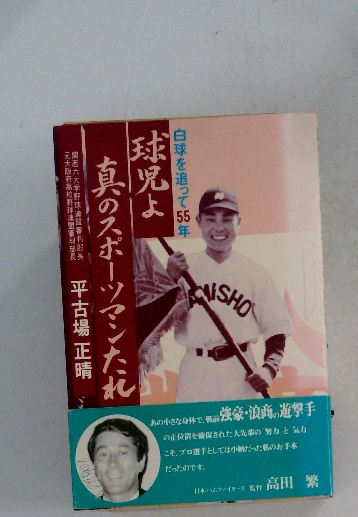 白球を追って55年
球児よ
真のスポーツマンたれ
関西六大学野球連盟審判部長
元大阪府高校野球連盟審判部長
平古場 正晴
NISHO
あの小さな身体で、戦前強豪・浪商の遊撃手
の正位置を確保された大先輩の“努力”と“気力”
こそ、プロ選手としては小柄だった私のお手本
だったのです。
日本ハムファイターズ 監督 高田 繁